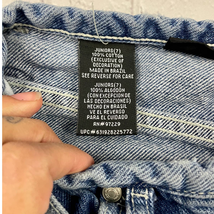 JUNIORS(7)
100% COTTON
(EXCLUSIVE OF
DECORATION)
MADE IN BRAZIL
SEE REVERSE FOR CARE
JUNIORS(7)
100% ALGODON
(CON EXCEPCION DE
LAS DECORACIONES)
HECHO EN BRASIL
VE EL REVERSO
PARA EL CUIDADO
RN#97229
UPC#631928225772